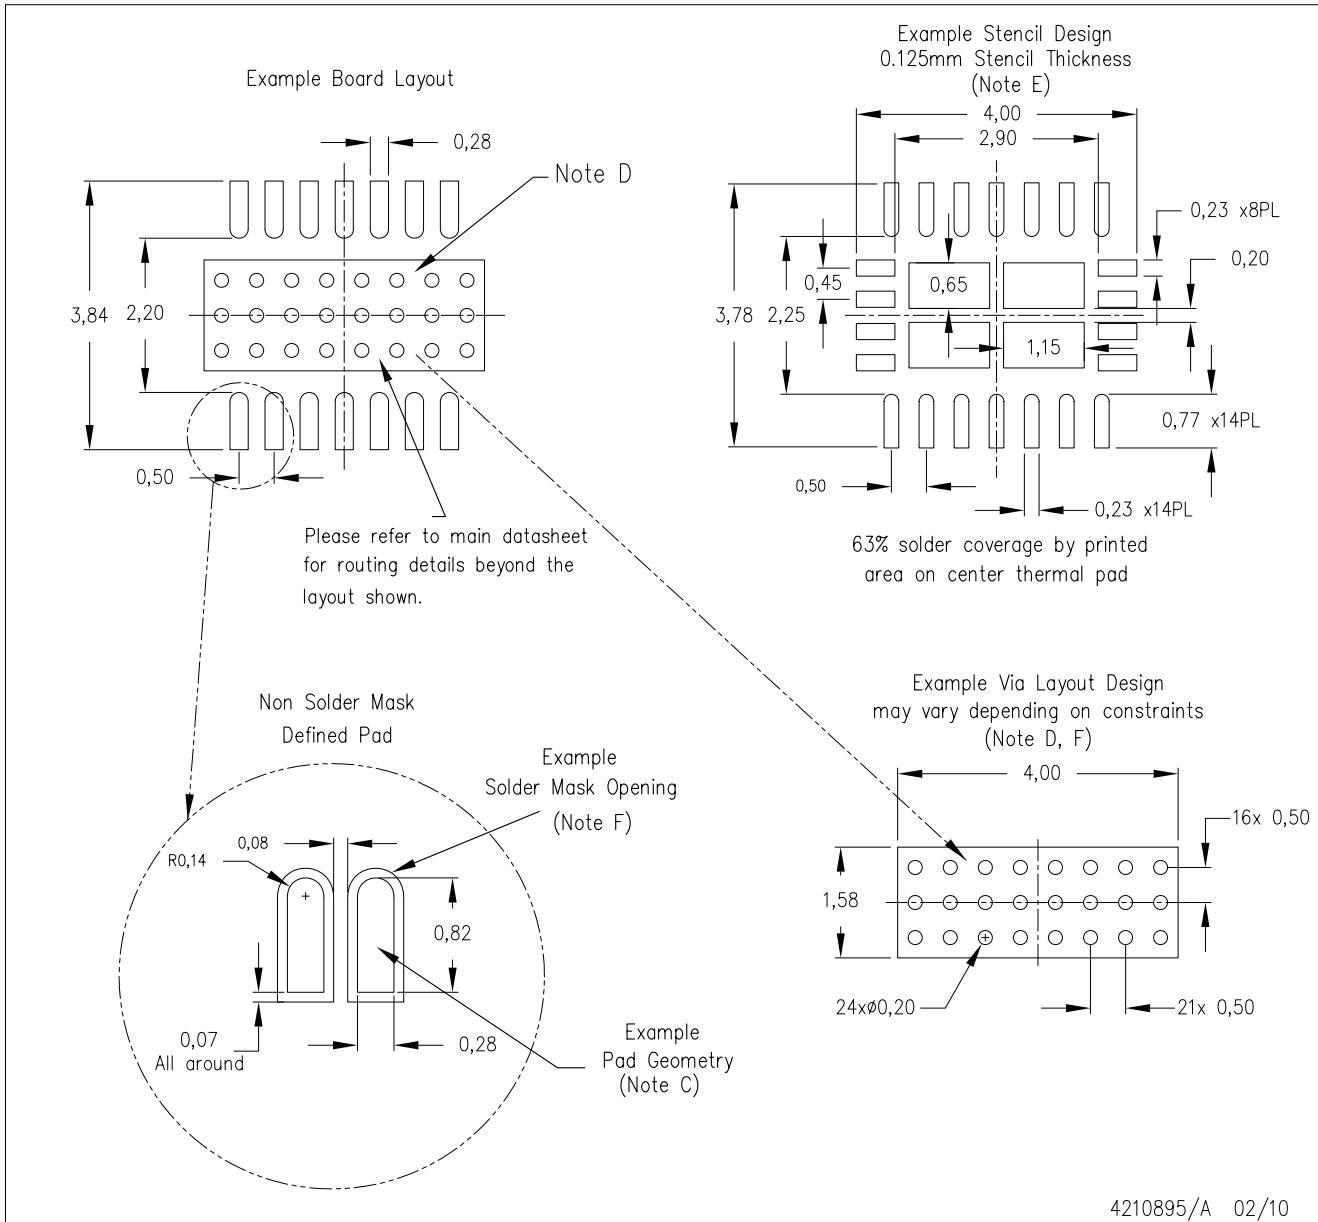 Example Board Layout
0,28
Note D
3,84
2,20
0,50
Please refer to main datasheet
for routing details beyond the
layout shown.
Example Stencil Design
0.125mm Stencil Thickness
(Note E)
4,00
2,90
0,23 x8PL
0,20
0,45
0,65
3,78
2,25
1,15
0,77 x14PL
0,50
0,23 x14PL
63% solder coverage by printed
area on center thermal pad
Non Solder Mask
Defined Pad
Example
Solder Mask Opening
(Note F)
0,08
R0,14
0,82
0,07
All around
0,28
Example
Pad Geometry
(Note C)
Example Via Layout Design
may vary depending on constraints
(Note D, F)
4,00
16x 0,50
1,58
24xø0,20
21x 0,50
4210895/A 02/10